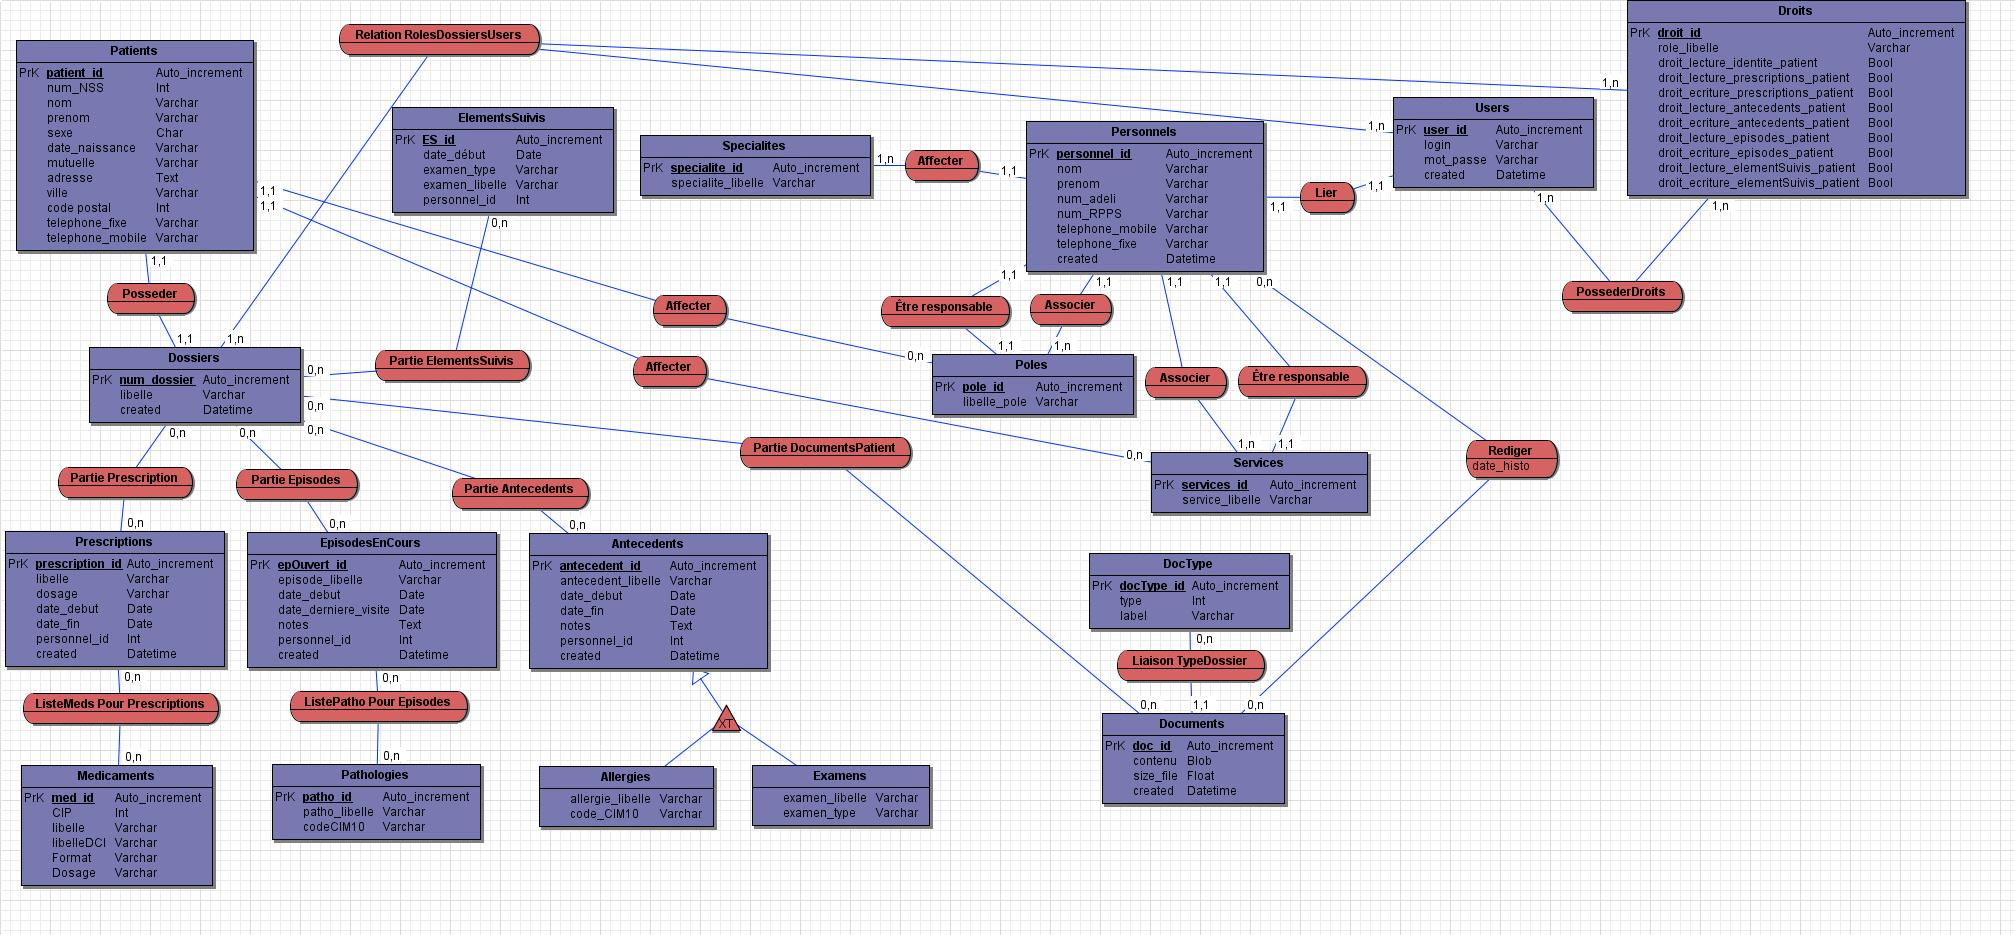 Relation RolesDossiersUsers
Patients
PrK patient_id Auto_increment
num_NSS Int
nom Varchar
prenom Varchar
sexe Char
date_naissance Varchar
mutuelle Varchar
adresse Text
ville Varchar
code postal Int
telephone_fixe Varchar
telephone_mobile Varchar
ElementsSuivis
PrK ES_id Auto_increment
date_début Date
examen_type Varchar
examen_libelle Varchar
personnel_id Int
Specialites
PrK specialite_id Auto_increment
specialite_libelle Varchar
1,n
Affecter
1,1
Personnels
PrK personnel_id Auto_increment
nom Varchar
prenom Varchar
num_adeli Varchar
num_RPPS Varchar
telephone_mobile Varchar
telephone_fixe Varchar
created Datetime
1,1
Lier
1,1
Users
PrK user_id Auto_increment
login Varchar
mot_passe Varchar
created Datetime
1,n
1,n
Droits
PrK droit_id Auto_increment
role_libelle Varchar
droit_lecture_identite_patient Bool
droit_lecture_prescriptions_patient Bool
droit_ecriture_prescriptions_patient Bool
droit_lecture_antecedents_patient Bool
droit_ecriture_antecedents_patient Bool
droit_lecture_episodes_patient Bool
droit_ecriture_episodes_patient Bool
droit_lecture_elementSuivis_patient Bool
droit_ecriture_elementSuivis_patient Bool
1,n
1,n
PossederDroits
1,1
1,1
1,1
Posseder
1,1
1,n
0,n
Affecter
0,n
Affecter
0,n
1,1
Être responsable
1,1
1,1
Associer
1,n
1,1
Associer
1,n
1,1
Être responsable
1,1
0,n
Rediger
date_histo
Poles
PrK pole_id Auto_increment
libelle_pole Varchar
Services
PrK services_id Auto_increment
service_libelle Varchar
Dossiers
PrK num_dossier Auto_increment
libelle Varchar
created Datetime
0,n
Partie ElementsSuivis
0,n
Partie DocumentsPatient
0,n
0,n
0,n
Partie Prescription
Partie Episodes
Partie Antecedents
0,n
0,n
0,n
Prescriptions
PrK prescription_id Auto_increment
libelle Varchar
dosage Varchar
date_debut Date
date_fin Date
personnel_id Int
created Datetime
EpisodesEnCours
PrK epOuvert_id Auto_increment
episode_libelle Varchar
date_debut Date
date_derniere_visite Date
notes Text
personnel_id Int
created Datetime
Antecedents
PrK antecedent_id Auto_increment
antecedent_libelle Varchar
date_debut Date
date_fin Date
notes Text
personnel_id Int
created Datetime
DocType
PrK docType_id Auto_increment
type Int
label Varchar
0,n
Liaison TypeDossier
0,n
1,1
0,n
Documents
PrK doc_id Auto_increment
contenu Blob
size_file Float
created Datetime
0,n
ListeMeds Pour Prescriptions
0,n
0,n
ListePatho Pour Episodes
0,n
XT
Medicaments
PrK med_id Auto_increment
CIP Int
libelle Varchar
libelleDCI Varchar
Format Varchar
Dosage Varchar
Pathologies
PrK patho_id Auto_increment
patho_libelle Varchar
codeCIM10 Varchar
Allergies
allergie_libelle Varchar
code_CIM10 Varchar
Examens
examen_libelle Varchar
examen_type Varchar